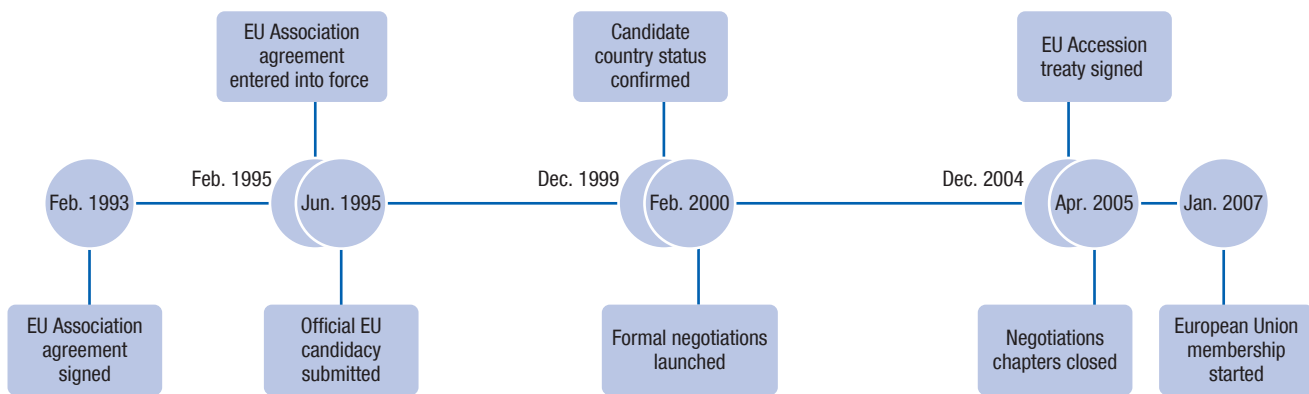 EU Association
agreement
entered into force
Candidate
country status
confirmed
EU Accession
treaty signed
Feb. 1993
Feb. 1995
Jun. 1995
Dec. 1999
Feb. 2000
Dec. 2004
Apr. 2005
Jan. 2007
EU Association
agreement
signed
Official EU
candidacy
submitted
Formal negotiations
launched
Negotiations
chapters closed
European Union
membership
started